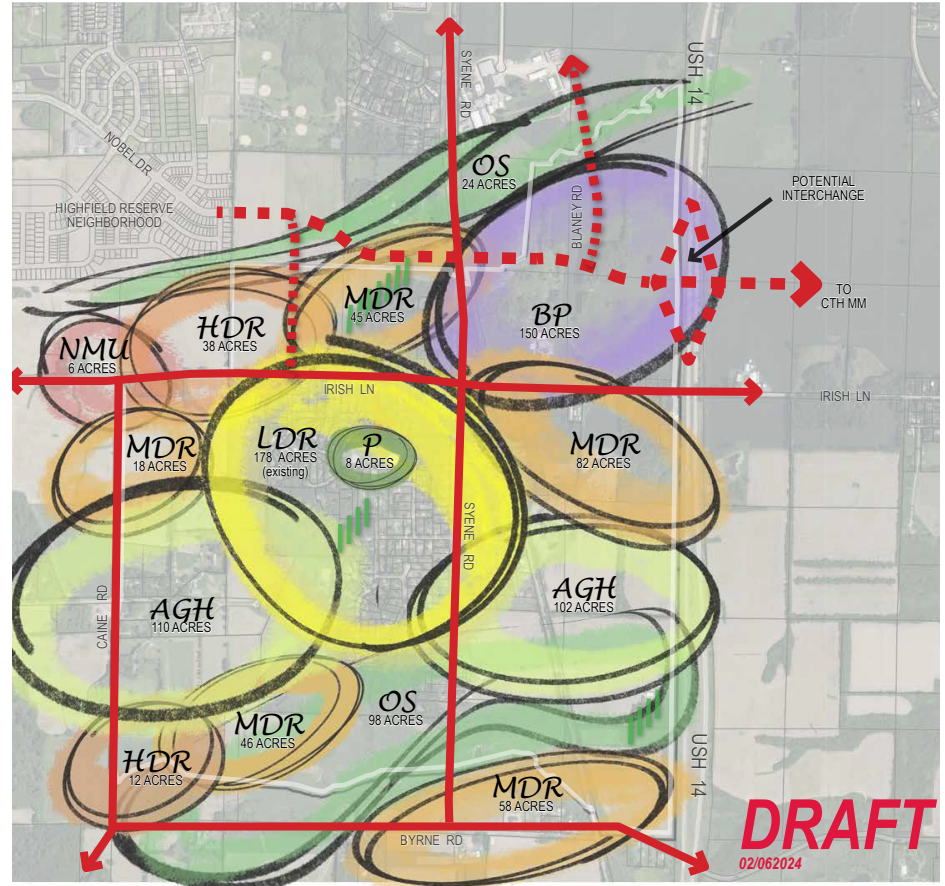 SYENE RD
USH 14
NOBEL DR
OS
24 ACRES
POTENTIAL
INTERCHANGE
HIGHFIELD RESERVE
NEIGHBORHOOD
BLANEY RD
TO
CTH MM
MDR
45 ACRES
BP
150 ACRES
HDR
38 ACRES
NMU
6 ACRES
IRISH LN
IRISH LN
LDR
178 ACRES
(existing)
P
8 ACRES
MDR
18 ACRES
MDR
82 ACRES
SYENE RD
AGH
102 ACRES
AGH
110 ACRES
CAINE RD
OS
98 ACRES
MDR
46 ACRES
HDR
12 ACRES
USH 14
MDR
58 ACRES
BYRNE RD
DRAFT
02/062024